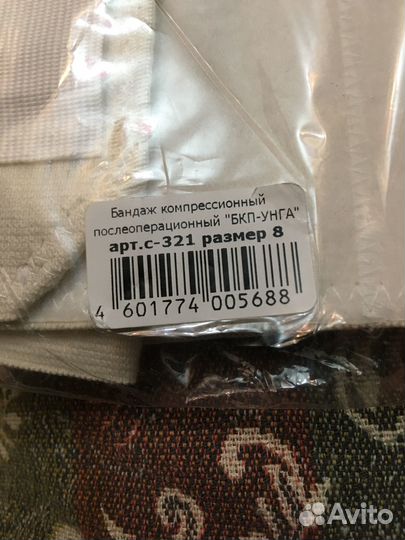 Бандаж компрессионный
послеоперационный "БКП-УНГА"
арт.с-321 размер 8
4 601774 005688
Avito